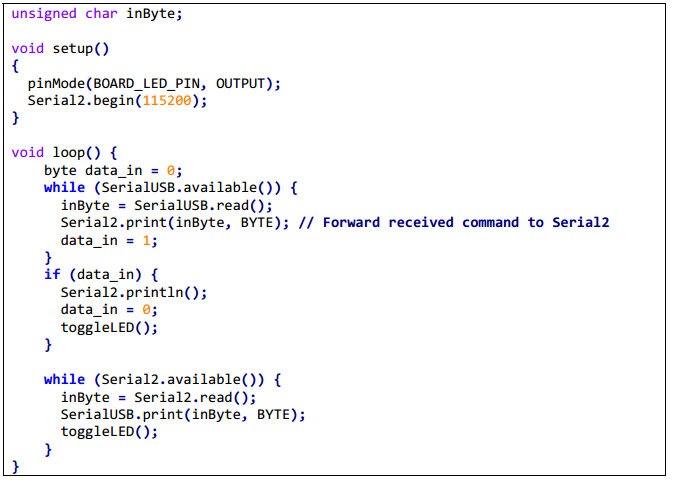 unsigned char inByte;

void setup()
{
  pinMode(BOARD_LED_PIN, OUTPUT);
  Serial2.begin(115200);
}

void loop() {
    byte data_in = 0;
    while (SerialUSB.available()) {
      inByte = SerialUSB.read();
      Serial2.print(inByte, BYTE); // Forward received command to Serial2
      data_in = 1;
    }
    if (data_in) {
      Serial2.println();
      data_in = 0;
      toggleLED();
    }

    while (Serial2.available()) {
      inByte = Serial2.read();
      SerialUSB.print(inByte, BYTE);
      toggleLED();
    }
}